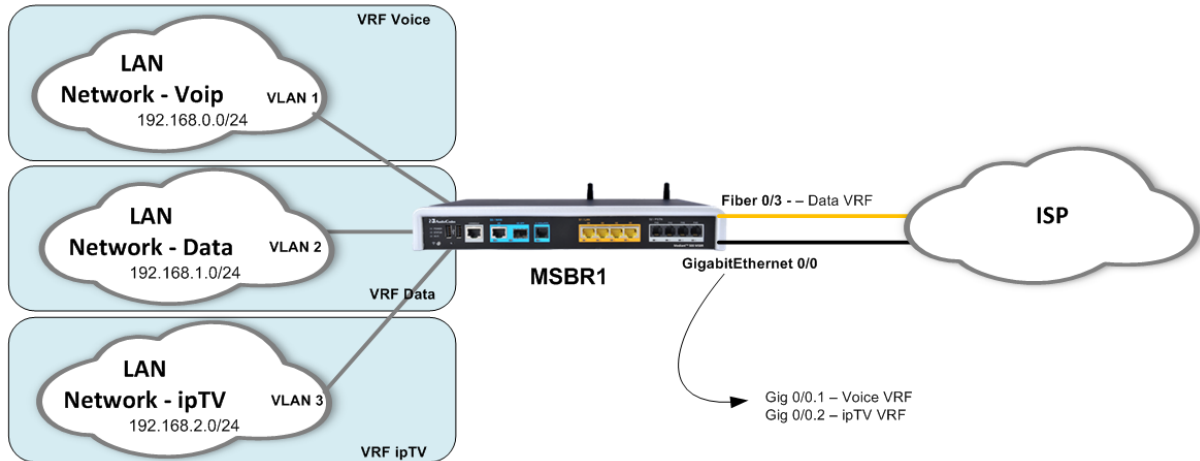 VRF Voice
LAN
Network - Voip
VLAN 1
192.168.0.0/24
LAN
Network - Data
VLAN 2
192.168.1.0/24
VRF Data
LAN
Network - ipTV
VLAN 3
192.168.2.0/24
VRF ipTV
AudioCodes
MSBR1
Fiber 0/3 - – Data VRF
GigabitEthernet 0/0
ISP
Gig 0/0.1 – Voice VRF
Gig 0/0.2 – ipTV VRF